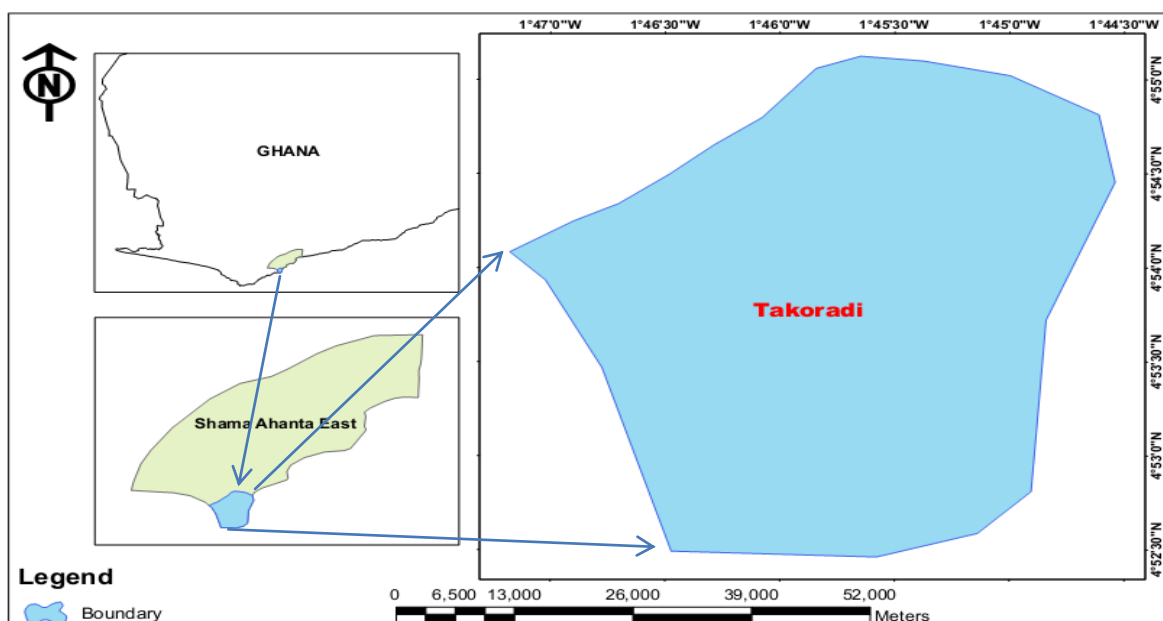 1°47'0"W 1°46'30"W 1°46'0"W 1°45'30"W 1°45'0"W 1°44'30"W
N
GHANA
4°55'0"N
4°54'30"N
4°54'0"N
Takoradi
4°53'30"N
Shama Ahanta East
4°53'0"N
4°52'30"N
Legend
Boundary
0 6,500 13,000 26,000 39,000 52,000
Meters